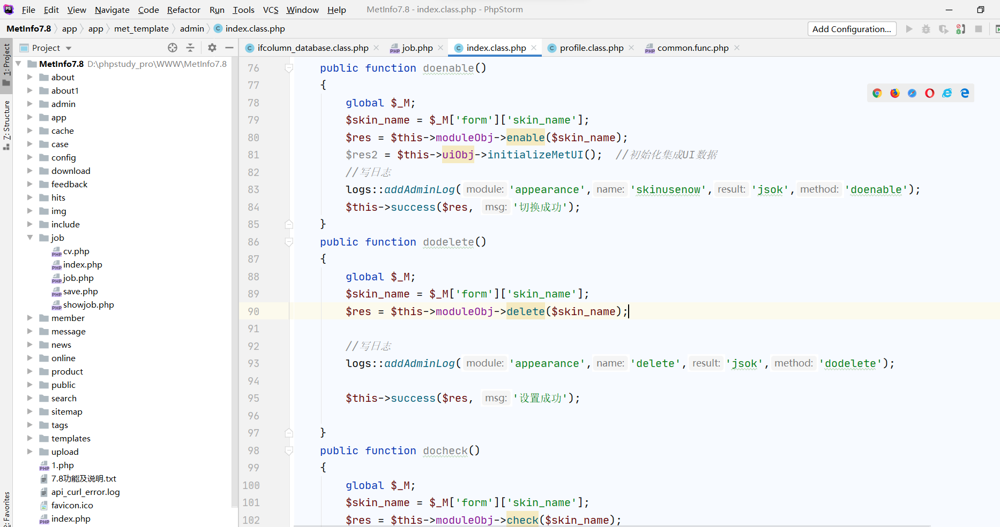 File Edit View Navigate Code Refactor Run Tools VCS Window Help MetInfo7.8 - index.class.php - PhpStorm
MetInfo7.8 app app met_template admin index.class.php Add Configuration...
Project
ifcolumn_database.class.php job.php index.class.php profile.class.php common.func.php
1: Project
7: Structure
2: Favorites
MetInfo7.8 D:\phpstudy_pro\WWW\MetInfo7.8
about
about1
admin
app
cache
case
config
download
feedback
hits
img
include
job
cv.php
index.php
job.php
save.php
showjob.php
member
message
news
online
product
public
search
sitemap
tags
templates
upload
1.php
7.8功能及说明.txt
api_curl_error.log
favicon.ico
index.php
76 public function doenable()
77 {
78 global $_M;
79 $skin_name = $_M['form']['skin_name'];
80 $res = $this->moduleObj->enable($skin_name);
81 $res2 = $this->uiObj->initializeMetUI(); //初始化集成UI数据
82 //写日志
83 logs::addAdminLog( module: 'appearance', name: 'skinusenow', result: 'jsok', method: 'doenable');
84 $this->success($res, msg: '切换成功');
85 }
86 public function dodelete()
87 {
88 global $_M;
89 $skin_name = $_M['form']['skin_name'];
90 $res = $this->moduleObj->delete($skin_name);
91
92 //写日志
93 logs::addAdminLog( module: 'appearance', name: 'delete', result: 'jsok', method: 'dodelete');
94
95 $this->success($res, msg: '设置成功');
96
97 }
98 public function docheck()
99 {
100 global $_M;
101 $skin_name = $_M['form']['skin_name'];
102 $res = $this->moduleObj->check($skin_name);